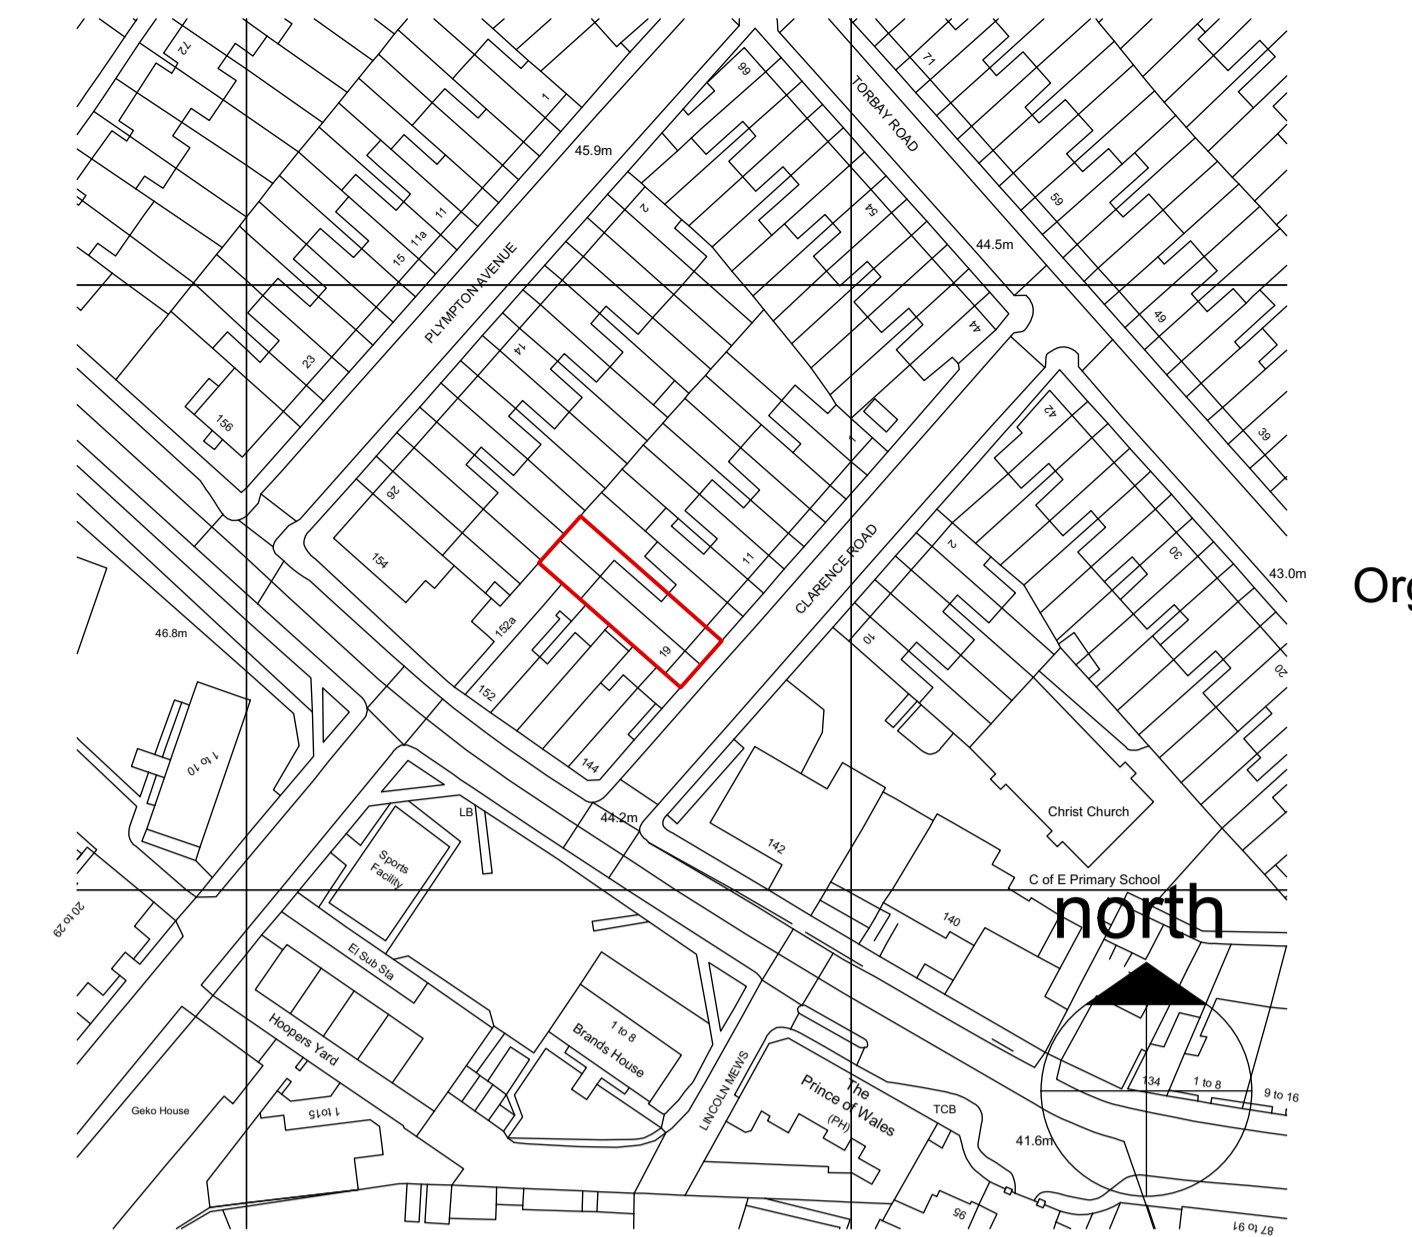 72
1
99
71
TORBAY ROAD
45.9m
11
11a
15
2
54
59
44.5m
PLYMPTON AVENUE
14
44
49
23
156
42
39
1
26
154
11
CLARENCE ROAD
2
30
43.0m
Org
152a
46.8m
19
10
20
152
1 to 10
144
LB
44.2m
Christ Church
142
Sports
Facility
C of E Primary School
north
20 to 29
140
El Sub Sta
Hoopers Yard
1 to 8
Brands House
LINCOLN MEWS
The
Prince of Wales
(PH)
134
1 to 8
9 to 16
Geko House
1 to15
TCB
41.6m
95
87 to 91